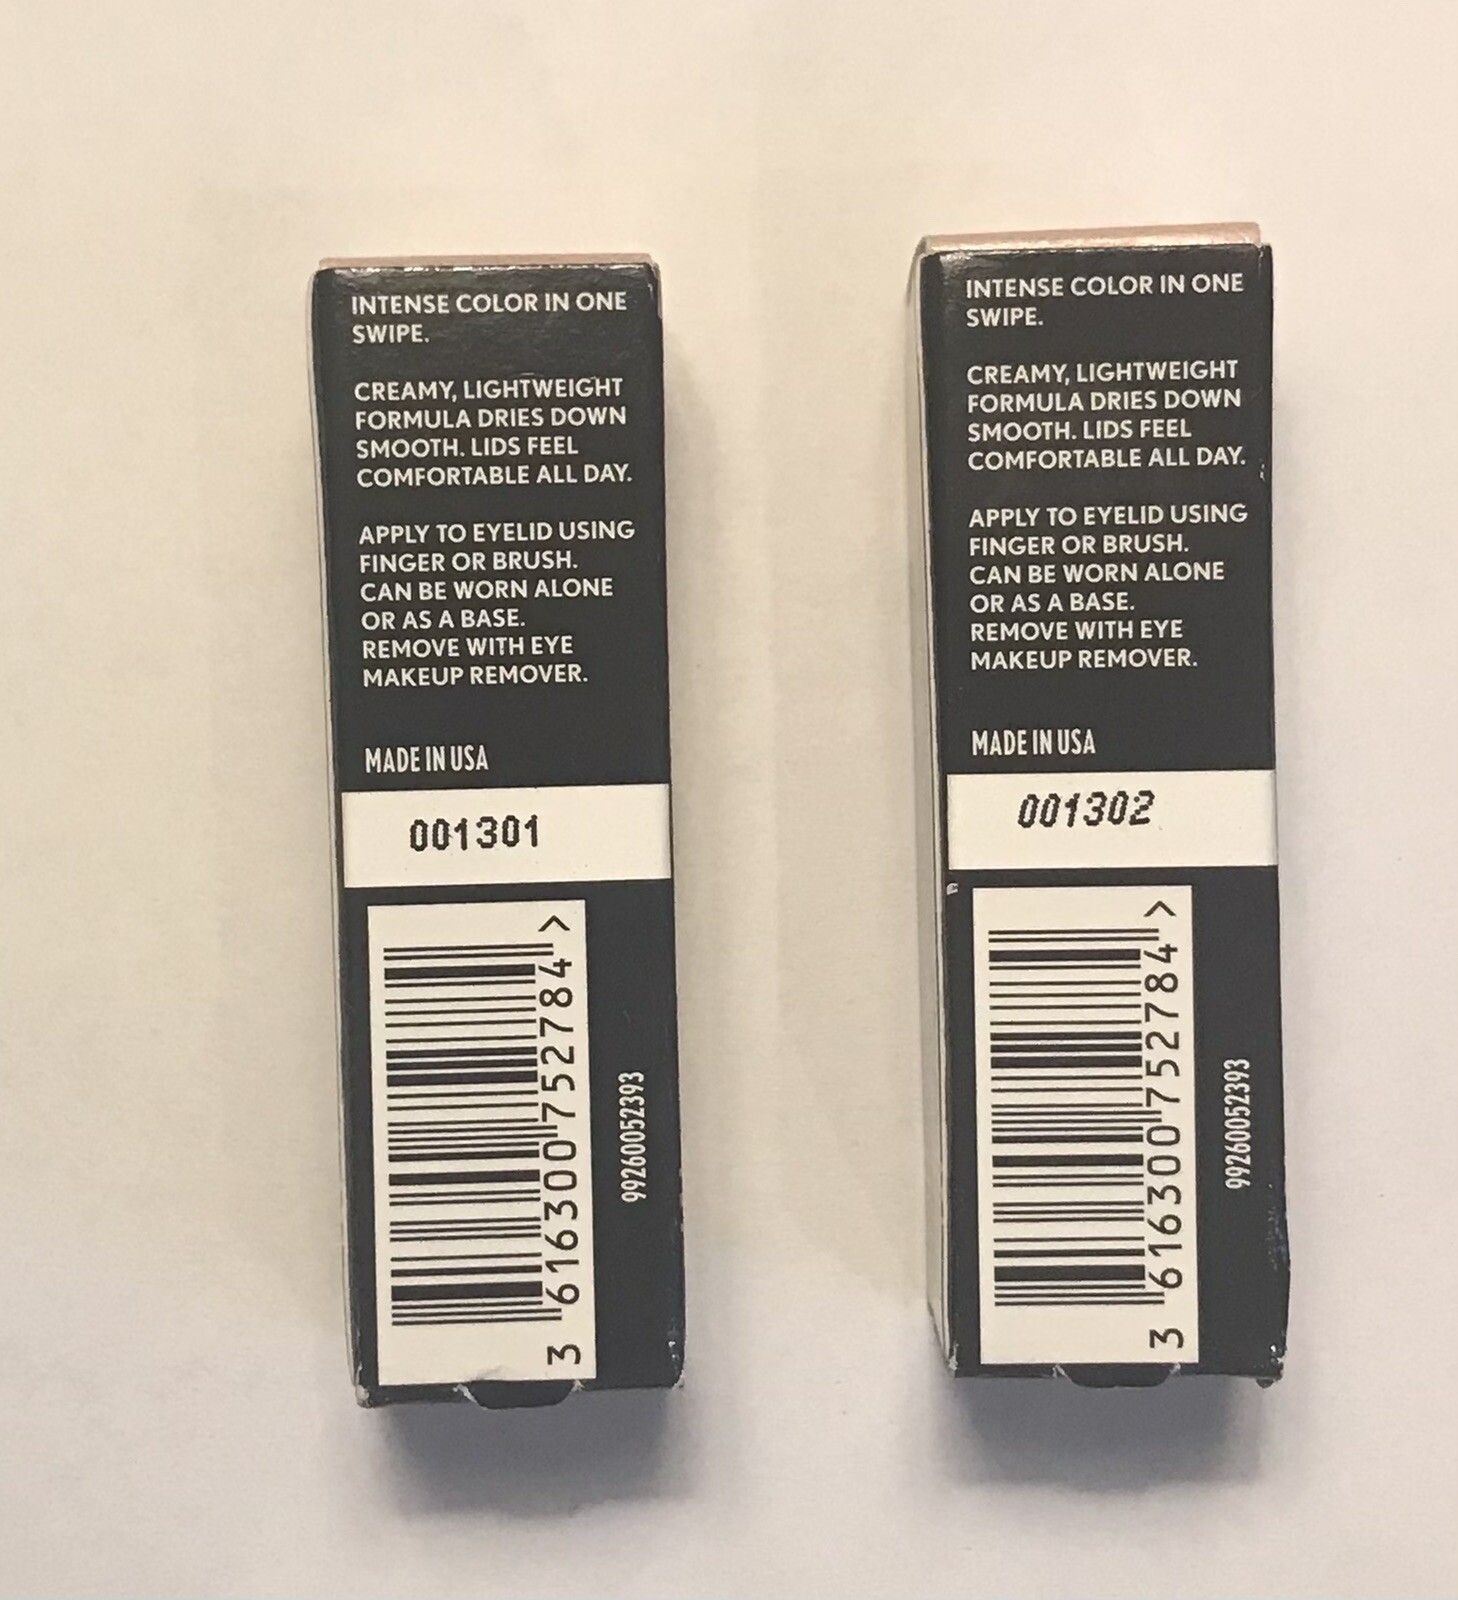 INTENSE COLOR IN ONE
SWIPE.
CREAMY, LIGHTWEIGHT
FORMULA DRIES DOWN
SMOOTH. LIDS FEEL
COMFORTABLE ALL DAY.
APPLY TO EYELID USING
FINGER OR BRUSH.
CAN BE WORN ALONE
OR AS A BASE.
REMOVE WITH EYE
MAKEUP REMOVER.
MADE IN USA
001301
3 616300 752784 >
99260052393
INTENSE COLOR IN ONE
SWIPE.
CREAMY, LIGHTWEIGHT
FORMULA DRIES DOWN
SMOOTH. LIDS FEEL
COMFORTABLE ALL DAY.
APPLY TO EYELID USING
FINGER OR BRUSH.
CAN BE WORN ALONE
OR AS A BASE.
REMOVE WITH EYE
MAKEUP REMOVER.
MADE IN USA
001302
3 616300 752784 >
99260052393